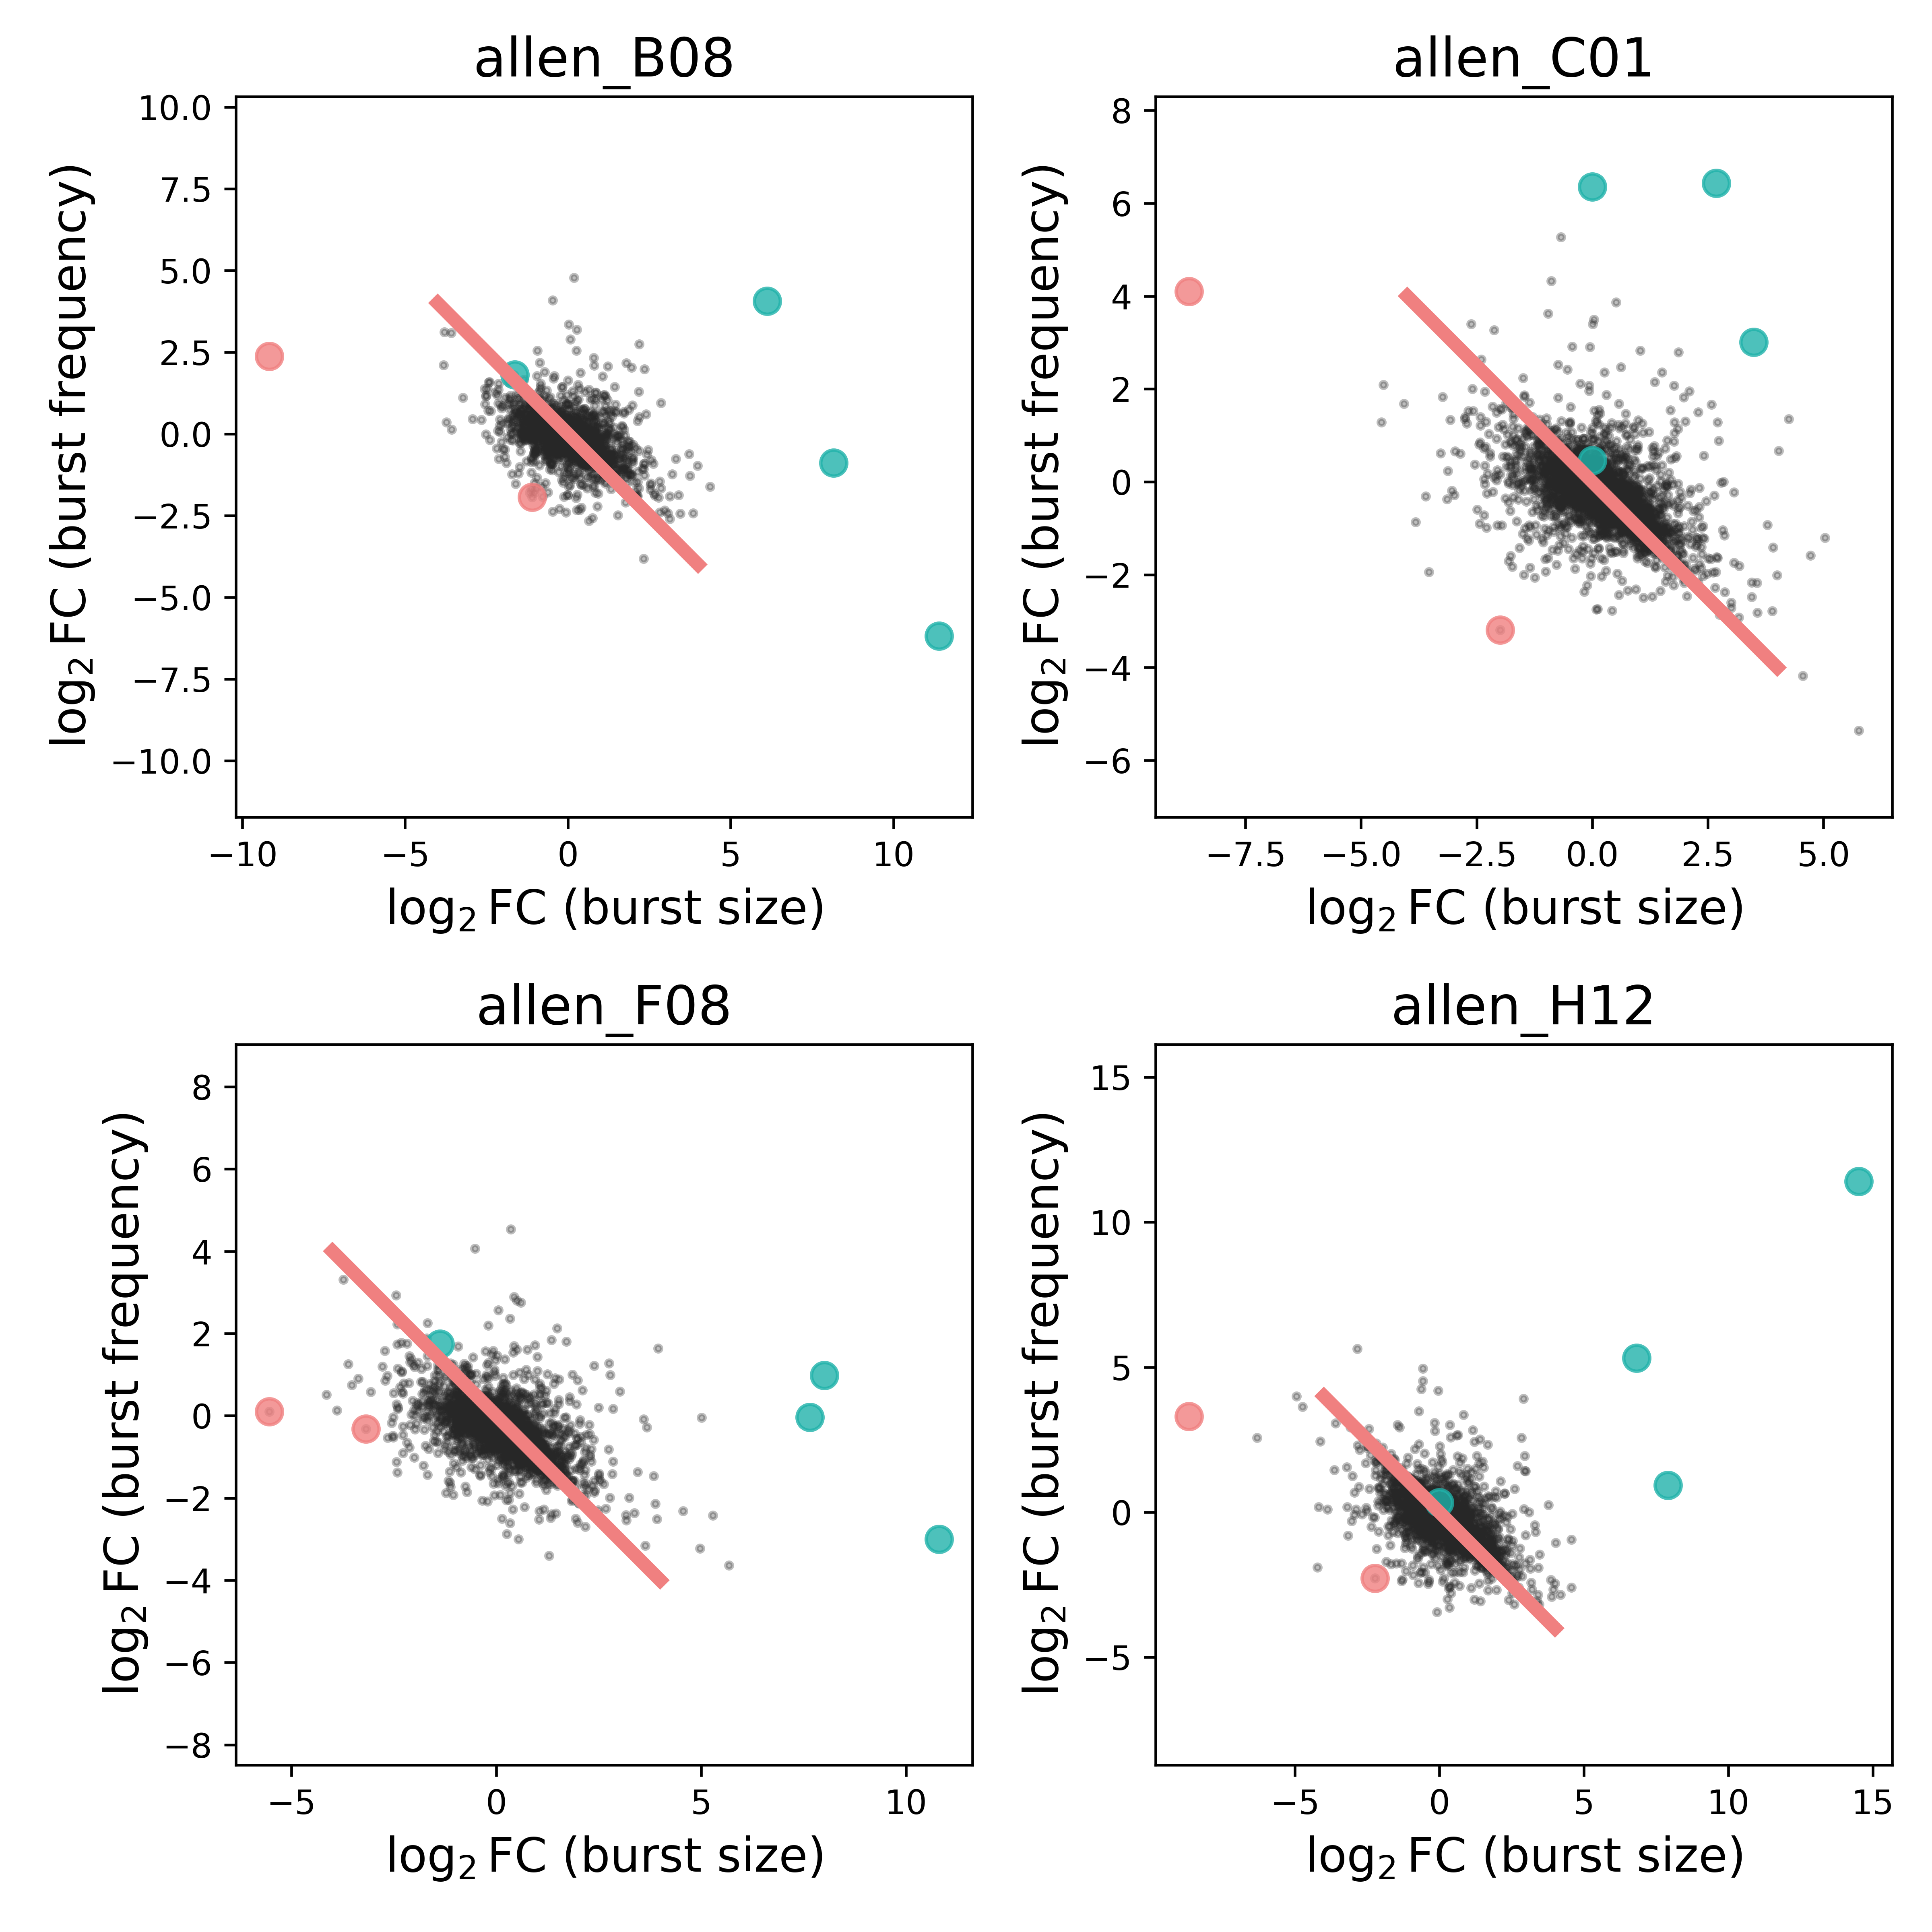 allen_B08
10.0
7.5
5.0
2.5
0.0
−2.5
−5.0
−7.5
−10.0
log₂ FC (burst frequency)
−10 −5 0 5 10
log₂ FC (burst size)
allen_C01
8
6
4
2
0
−2
−4
−6
log₂ FC (burst frequency)
−7.5 −5.0 −2.5 0.0 2.5 5.0
log₂ FC (burst size)
allen_F08
8
6
4
2
0
−2
−4
−6
−8
log₂ FC (burst frequency)
−5 0 5 10
log₂ FC (burst size)
allen_H12
15
10
5
0
−5
log₂ FC (burst frequency)
−5 0 5 10 15
log₂ FC (burst size)